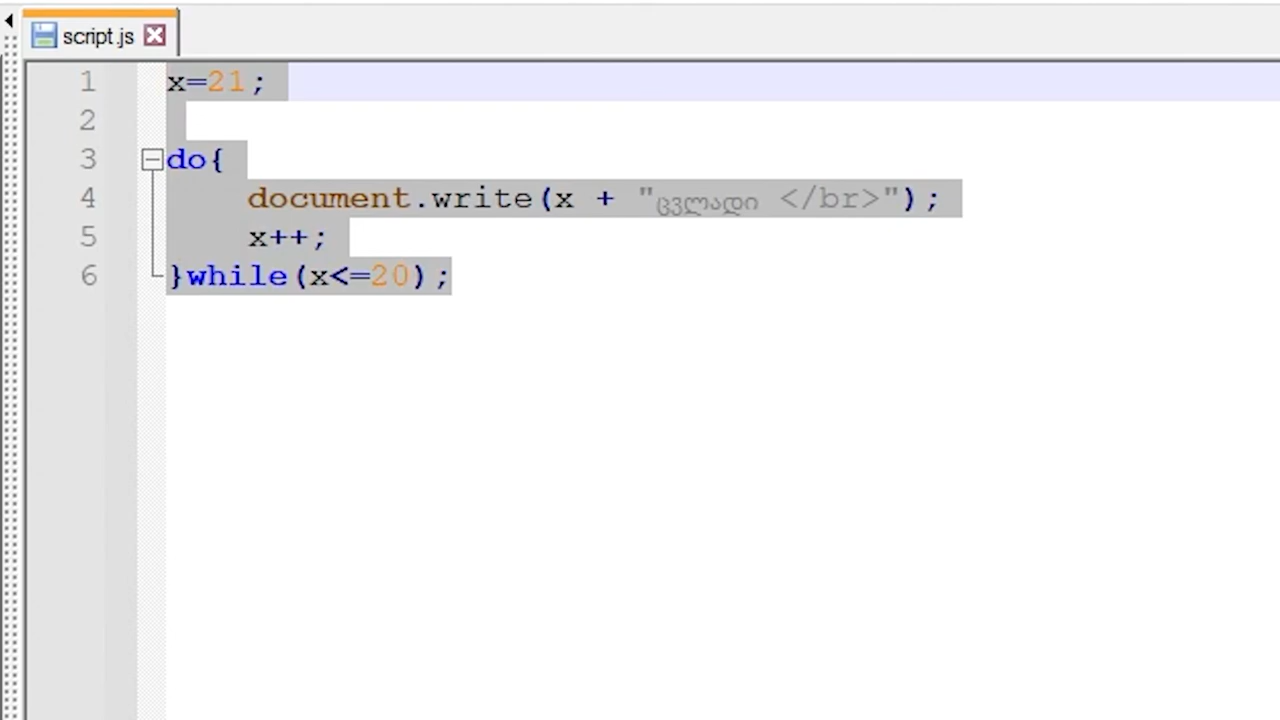 script.js
1 x=21;
2
3 do{
4 document.write(x + "ცვლადი </br>");
5 x++;
6 }while(x<=20);